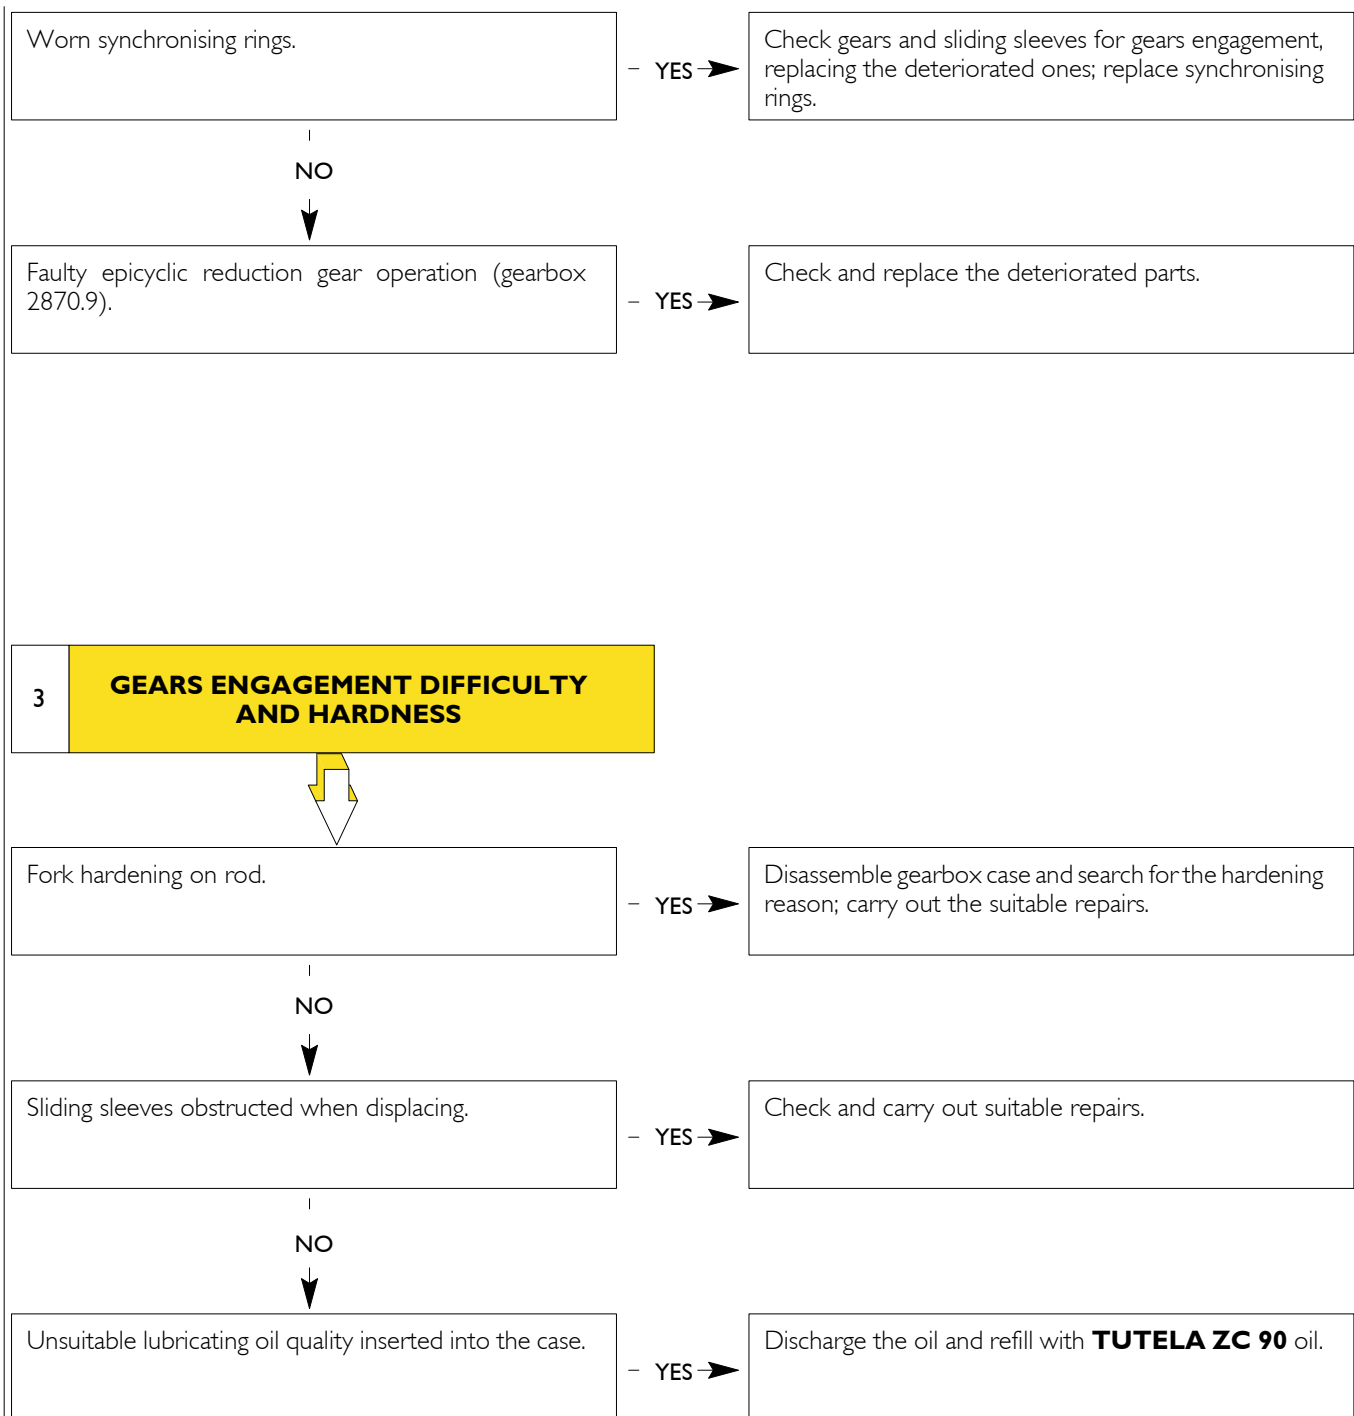 Worn synchronising rings.
YES
Check gears and sliding sleeves for gears engagement,
replacing the deteriorated ones; replace synchronising
rings.
NO
Faulty epicyclic reduction gear operation (gearbox
2870.9).
YES
Check and replace the deteriorated parts.
3
GEARS ENGAGEMENT DIFFICULTY
AND HARDNESS
Fork hardening on rod.
YES
Disassemble gearbox case and search for the hardening
reason; carry out the suitable repairs.
NO
Sliding sleeves obstructed when displacing.
YES
Check and carry out suitable repairs.
NO
Unsuitable lubricating oil quality inserted into the case.
YES
Discharge the oil and refill with TUTELA ZC 90 oil.